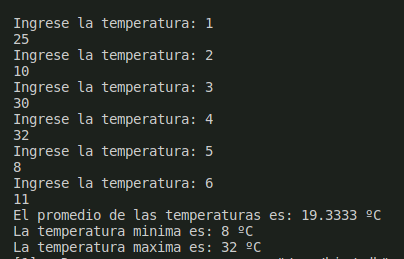 Ingrese la temperatura: 1
25
Ingrese la temperatura: 2
10
Ingrese la temperatura: 3
30
Ingrese la temperatura: 4
32
Ingrese la temperatura: 5
8
Ingrese la temperatura: 6
11
El promedio de las temperaturas es: 19.3333 ºC
La temperatura minima es: 8 ºC
La temperatura maxima es: 32 ºC